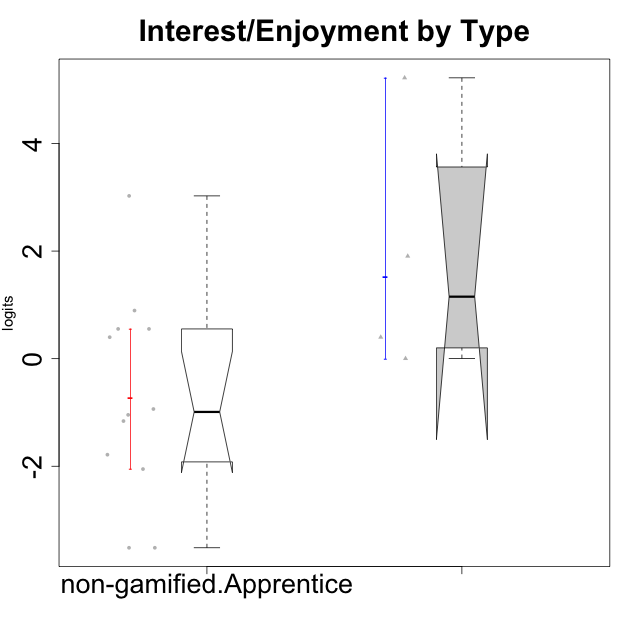 Interest/Enjoyment by Type
4
2
0
-2
logits
non-gamified.Apprentice